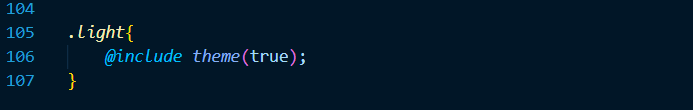 104
105 .light{
106     @include theme(true);
107 }